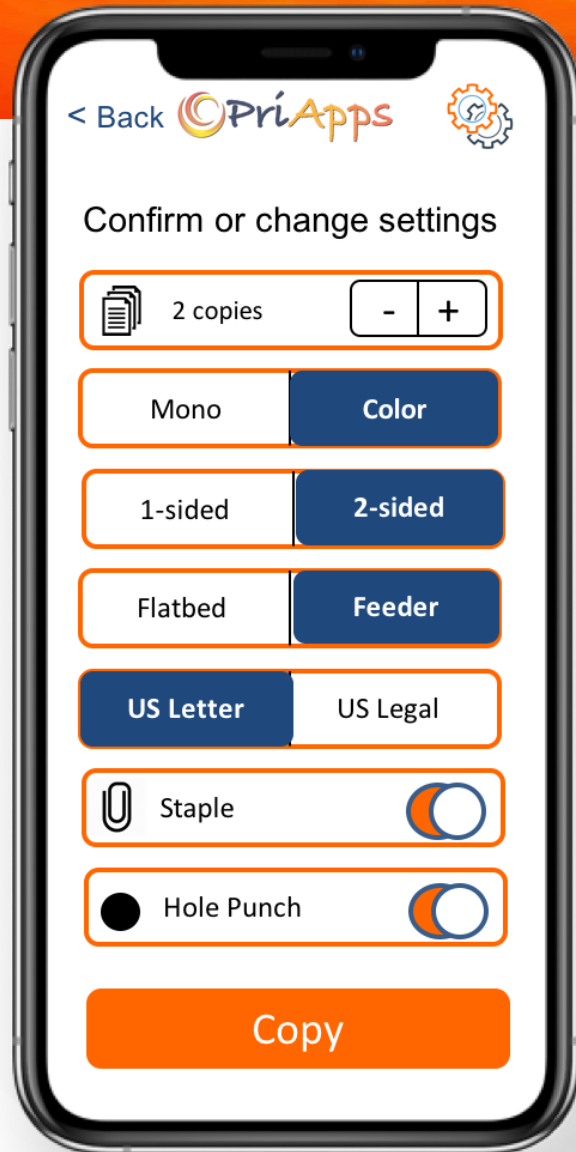 < Back PriApps
Confirm or change settings
2 copies - +
Mono Color
1-sided 2-sided
Flatbed Feeder
US Letter US Legal
Staple
Hole Punch
Copy